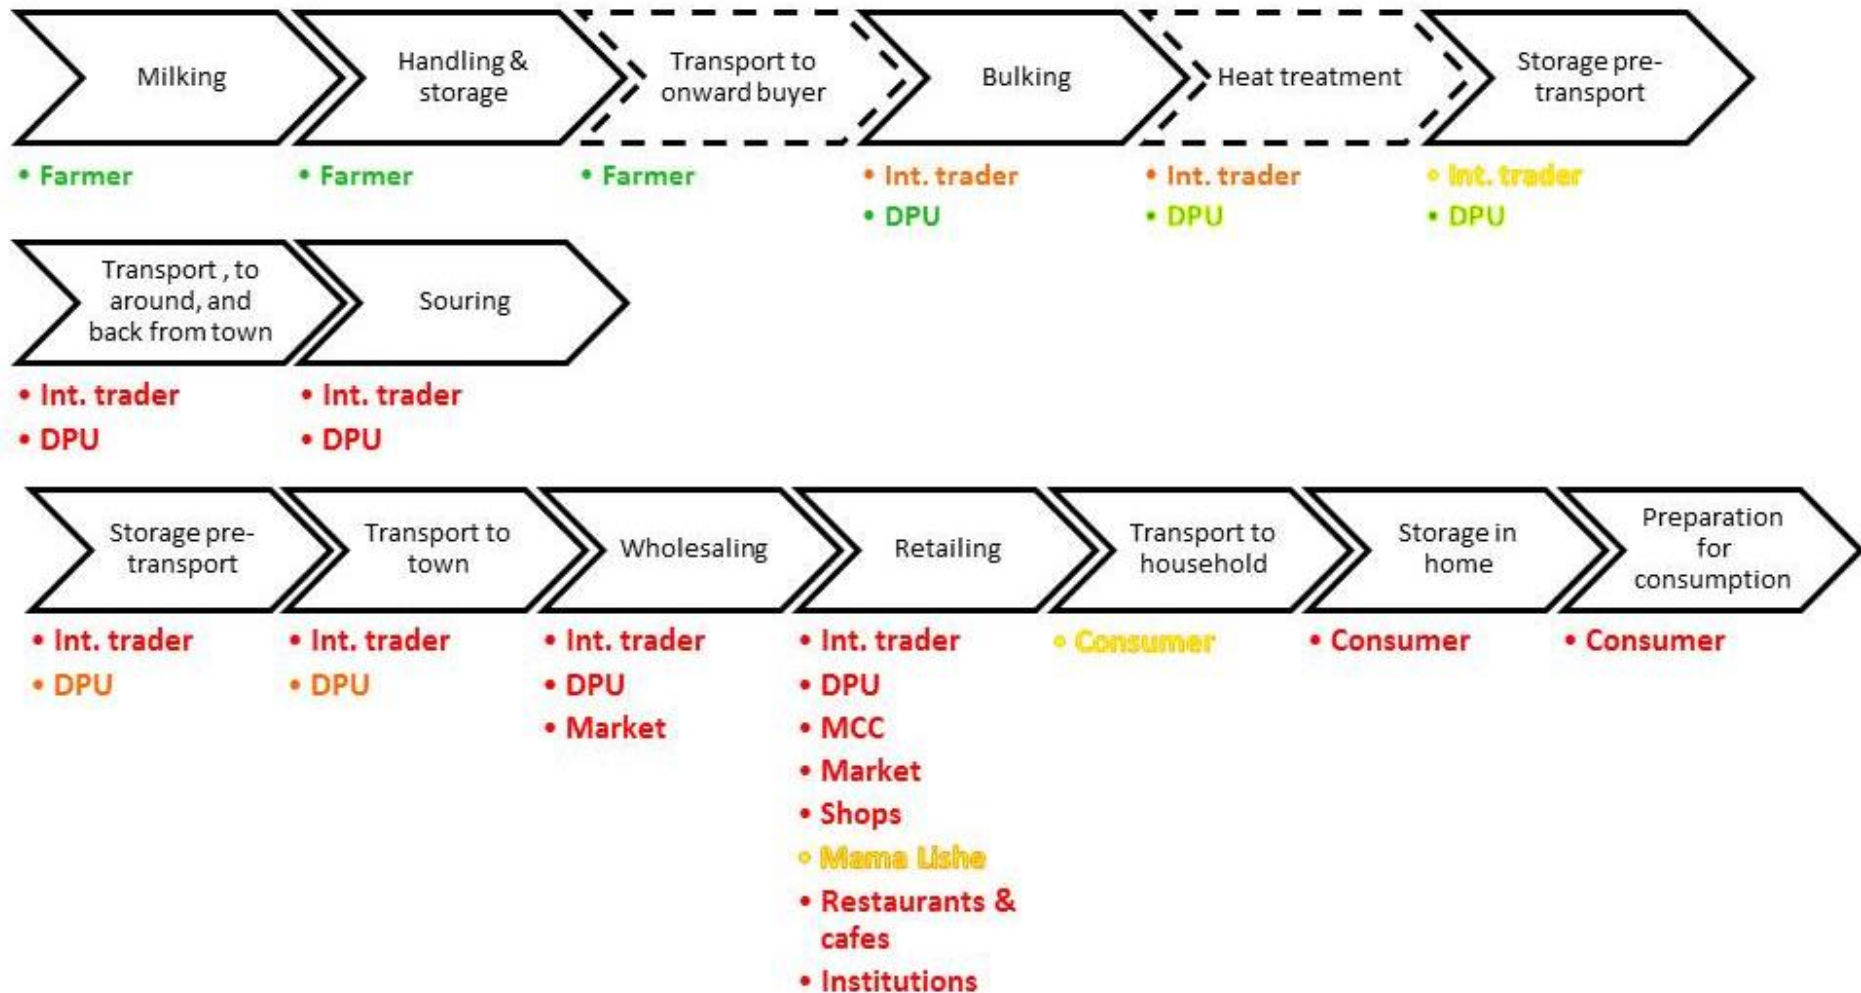 Milking
Handling &
storage
Transport to
onward buyer
Bulking
Heat treatment
Storage pre-
transport
• Farmer
• Farmer
• Farmer
• Int. trader
• DPU
• Int. trader
• DPU
• Int. trader
• DPU
Transport , to
around, and
back from town
Souring
• Int. trader
• DPU
• Int. trader
• DPU
Storage pre-
transport
Transport to
town
Wholesaling
Retailing
Transport to
household
Storage in
home
Preparation
for
consumption
• Int. trader
• DPU
• Int. trader
• DPU
• Int. trader
• DPU
• Market
• Int. trader
• DPU
• MCC
• Market
• Shops
• Mama Lishe
• Restaurants &
cafes
• Institutions
• Consumer
• Consumer
• Consumer